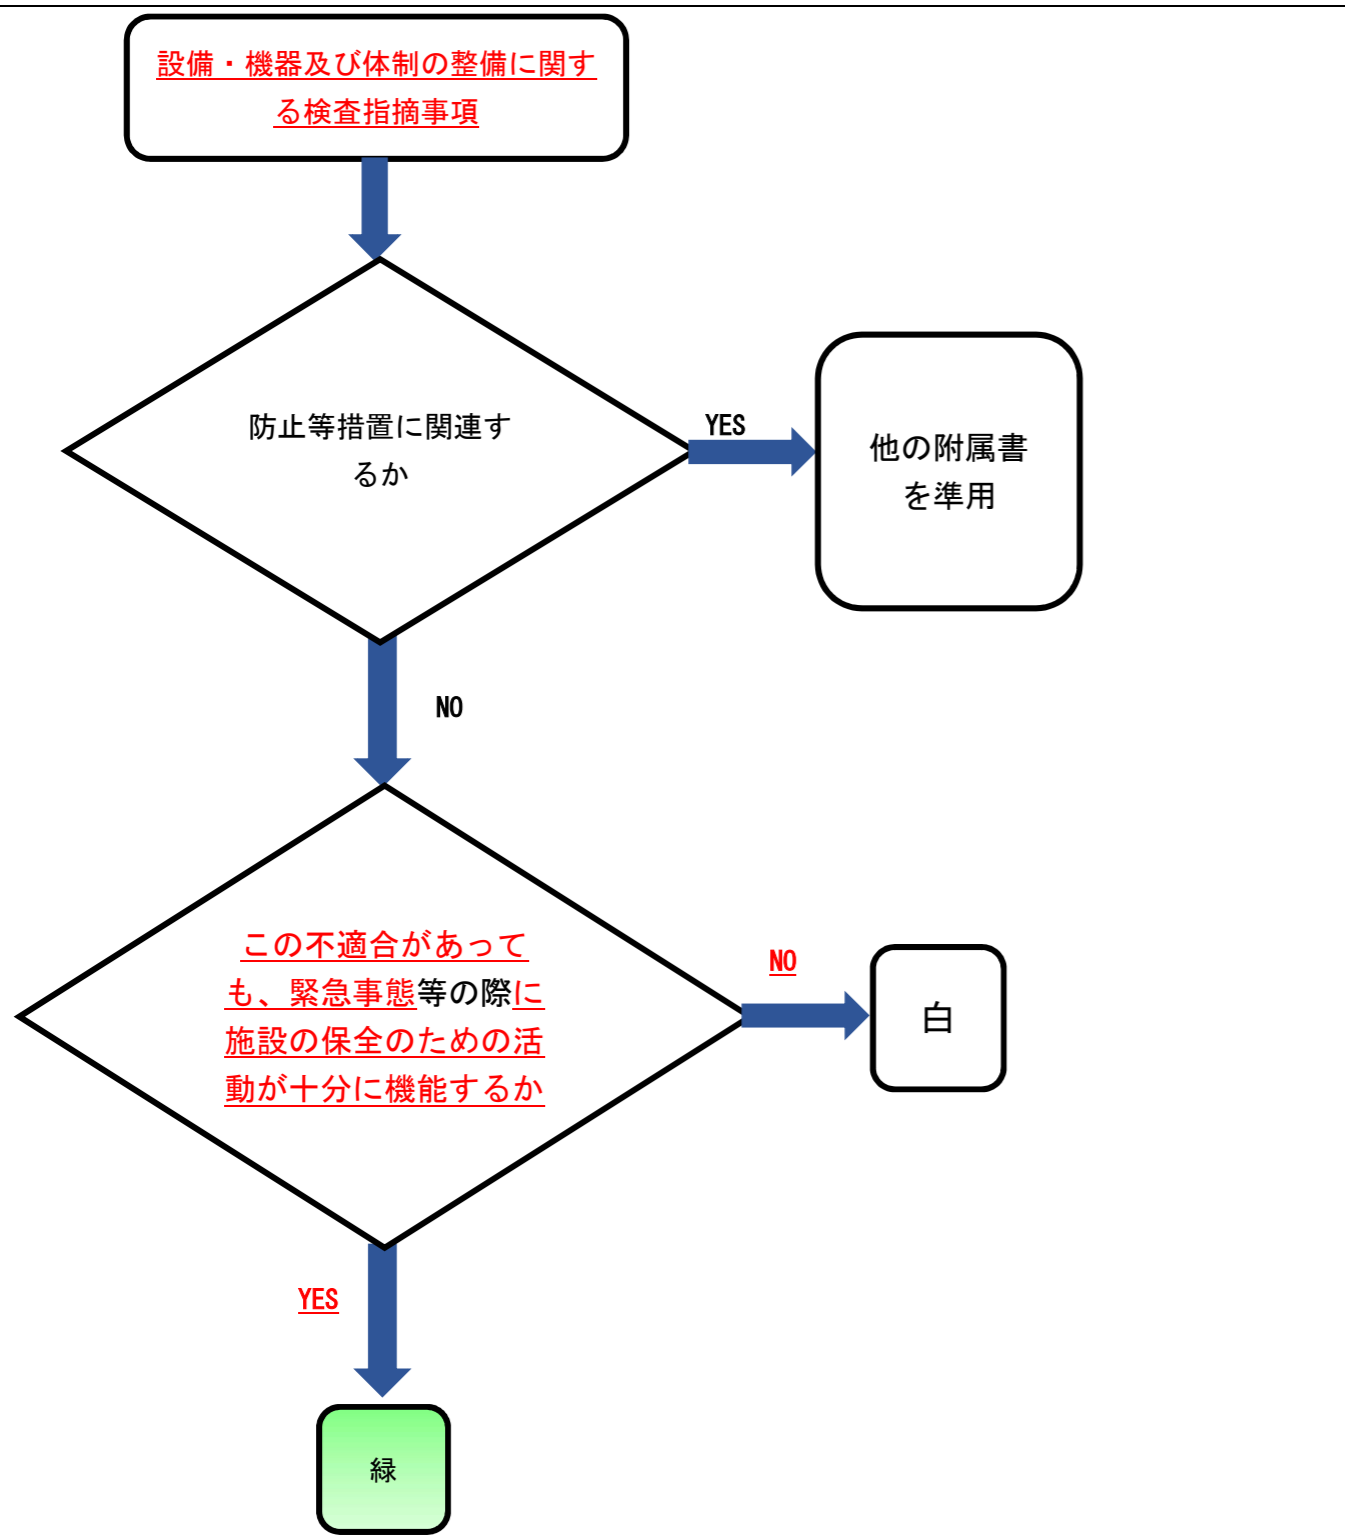 設備・機器及び体制の整備に関す
る検査指摘事項
防止等措置に関連す
るか
YES
他の附属書
を準用
NO
この不適合があって
も、緊急事態等の際に
施設の保全のための活
動が十分に機能するか
NO
白
YES
緑